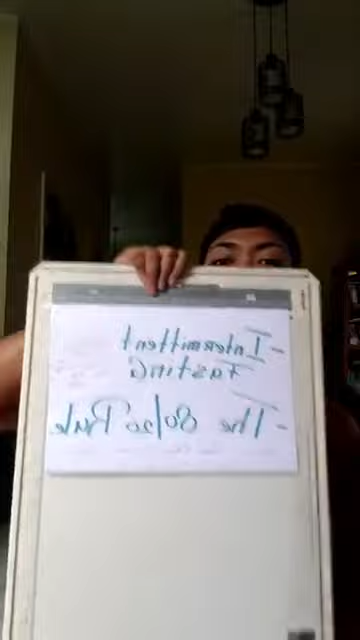 - Intermittent
Fasting
- The 80/20 Rule